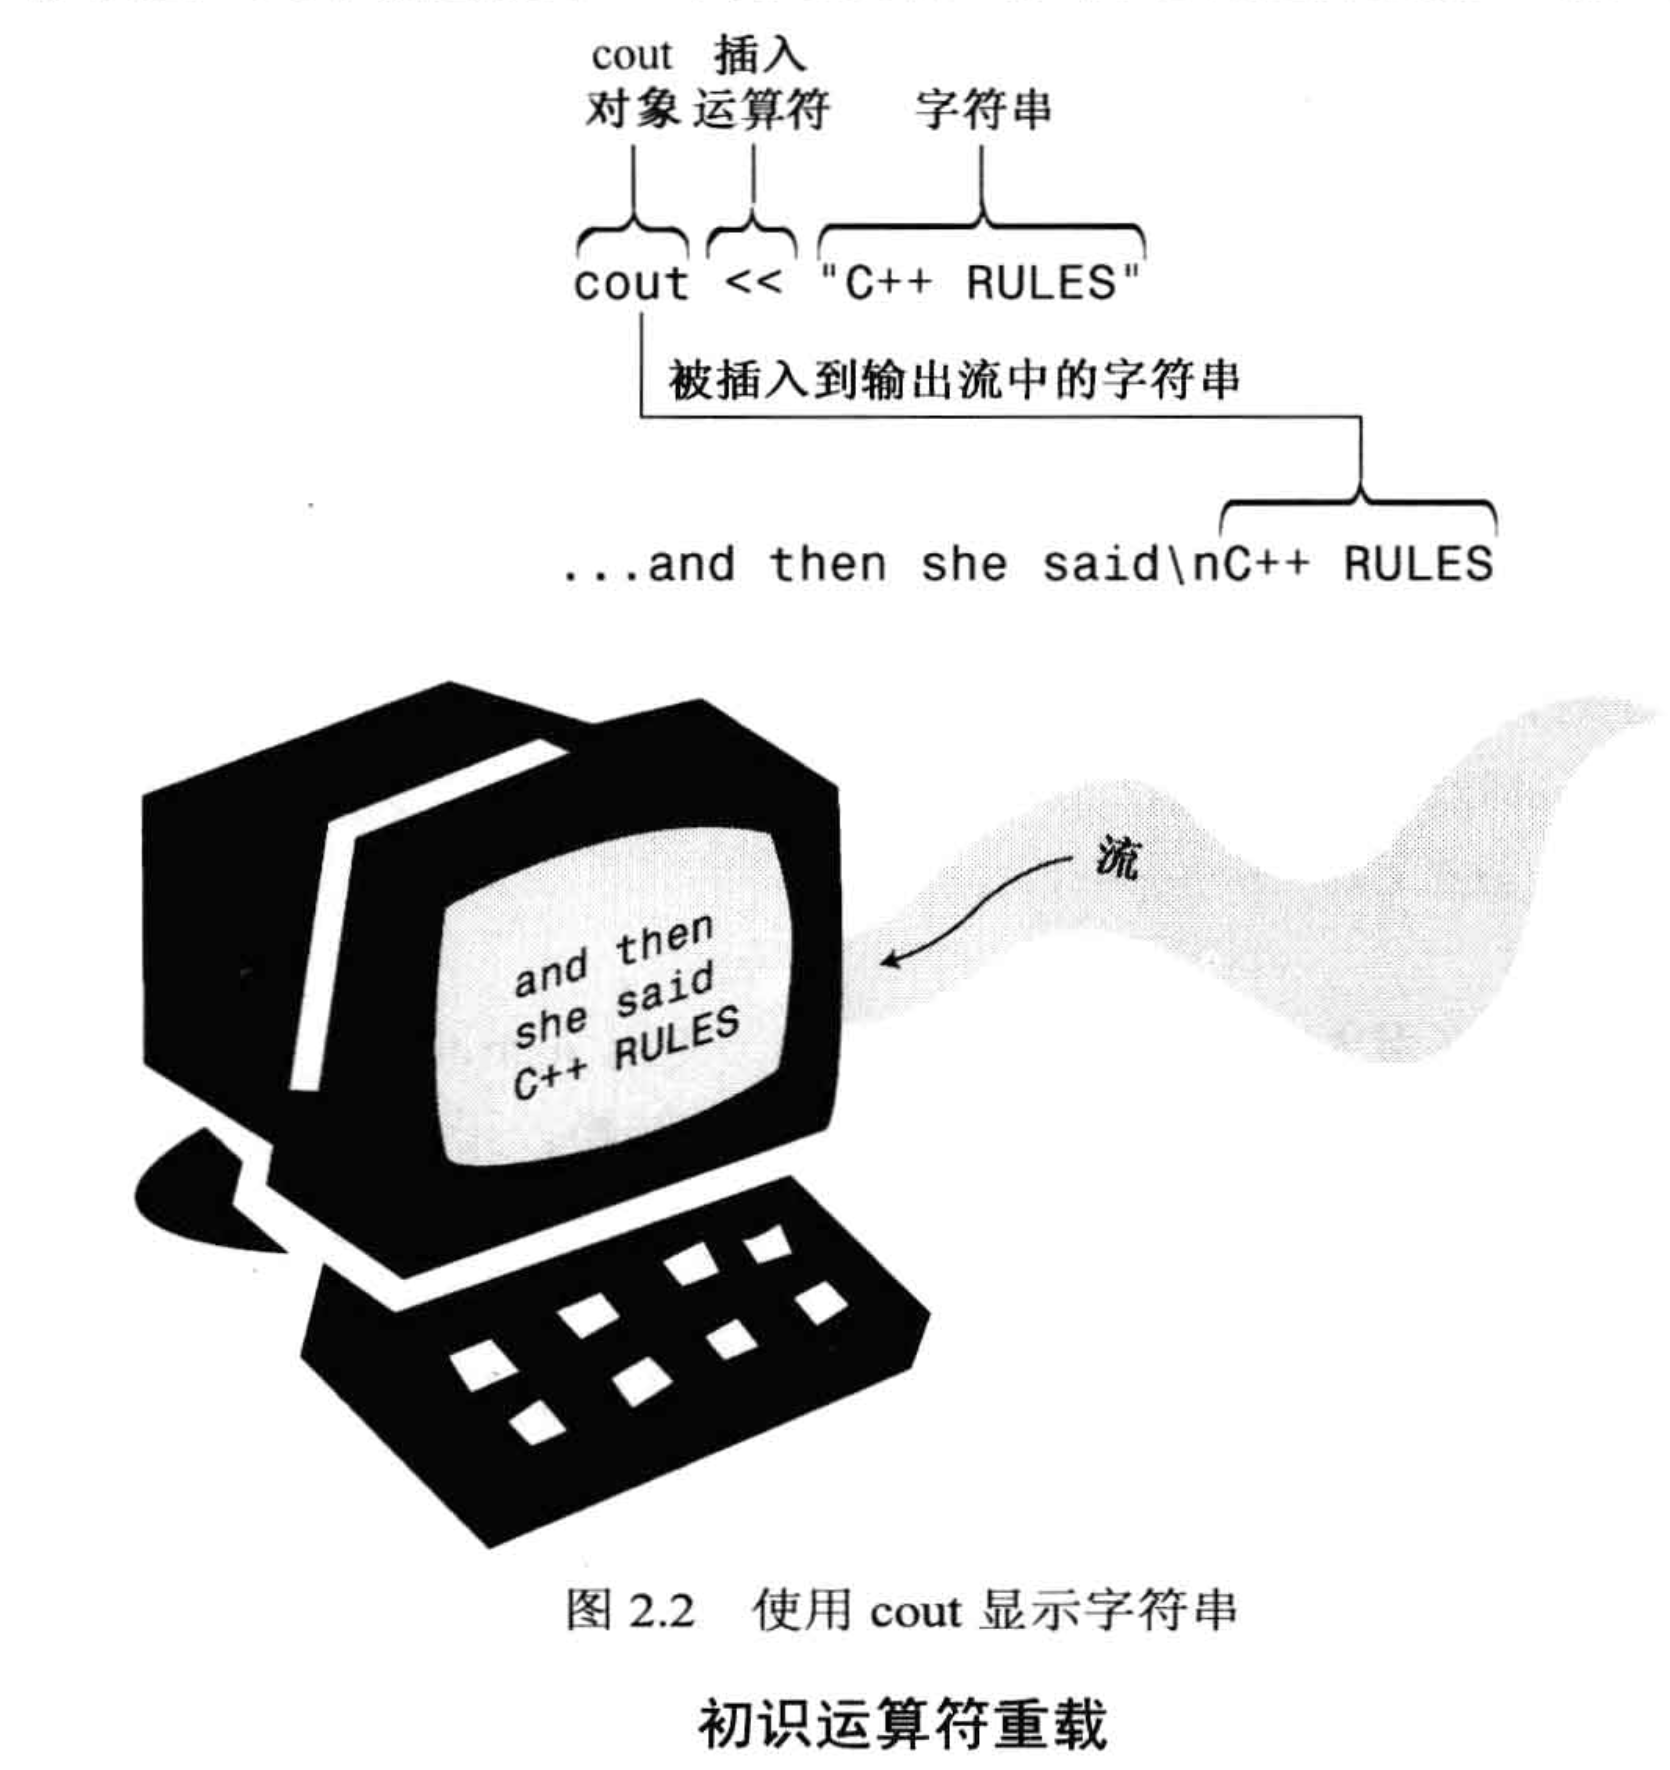 cout 插入
对象 运算符 字符串
cout << "C++ RULES"
被插入到输出流中的字符串
...and then she said\nC++ RULES
流
and then
she said
C++ RULES
图 2.2 使用 cout 显示字符串
初识运算符重载